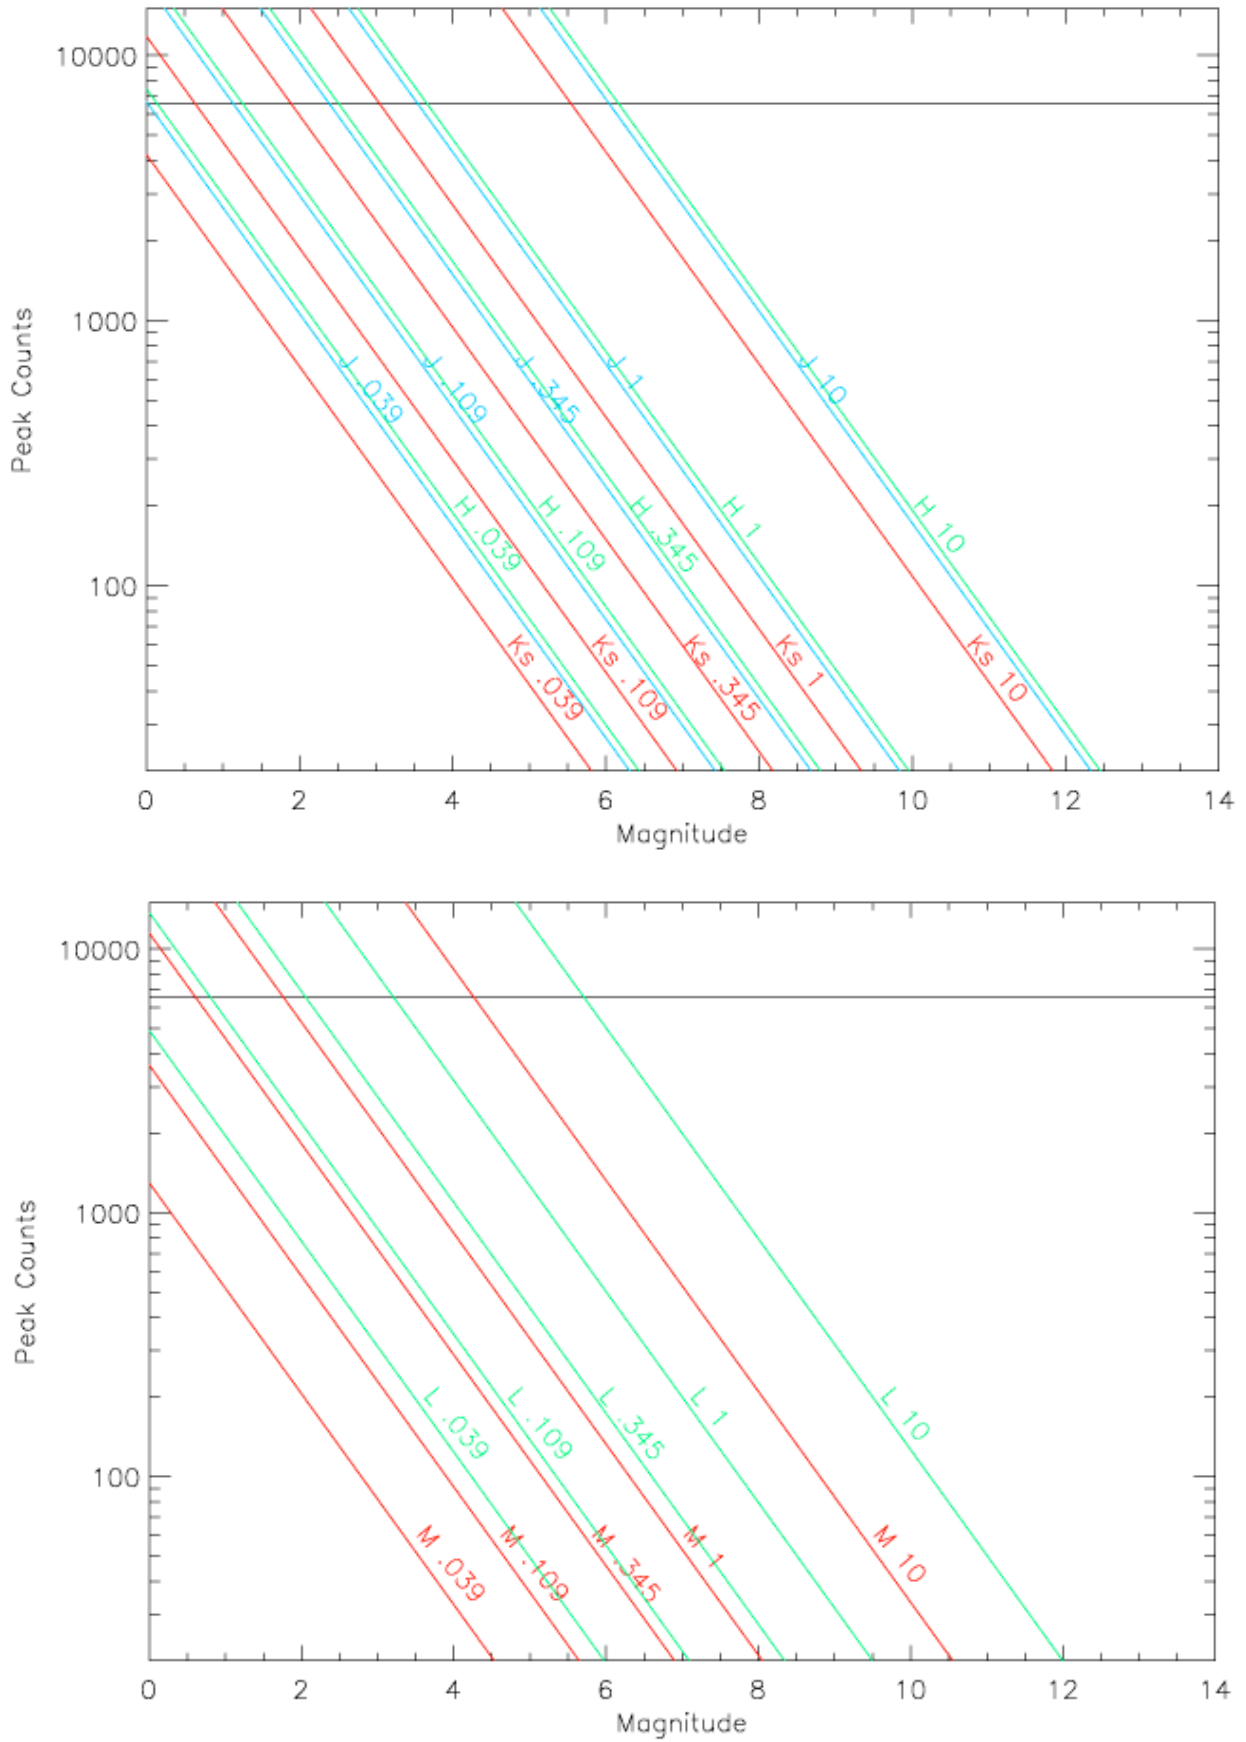 10000
1000
100
Peak Counts
J .039
J .109
J .345
J 1
J 10
H .039
H .109
H .345
H 1
H 10
Ks .039
Ks .109
Ks .345
Ks 1
Ks 10
0 2 4 6 8 10 12 14
Magnitude
10000
1000
100
Peak Counts
L .039
L .109
L .345
L 1
L 10
M .039
M .109
M .345
M 1
M 10
0 2 4 6 8 10 12 14
Magnitude